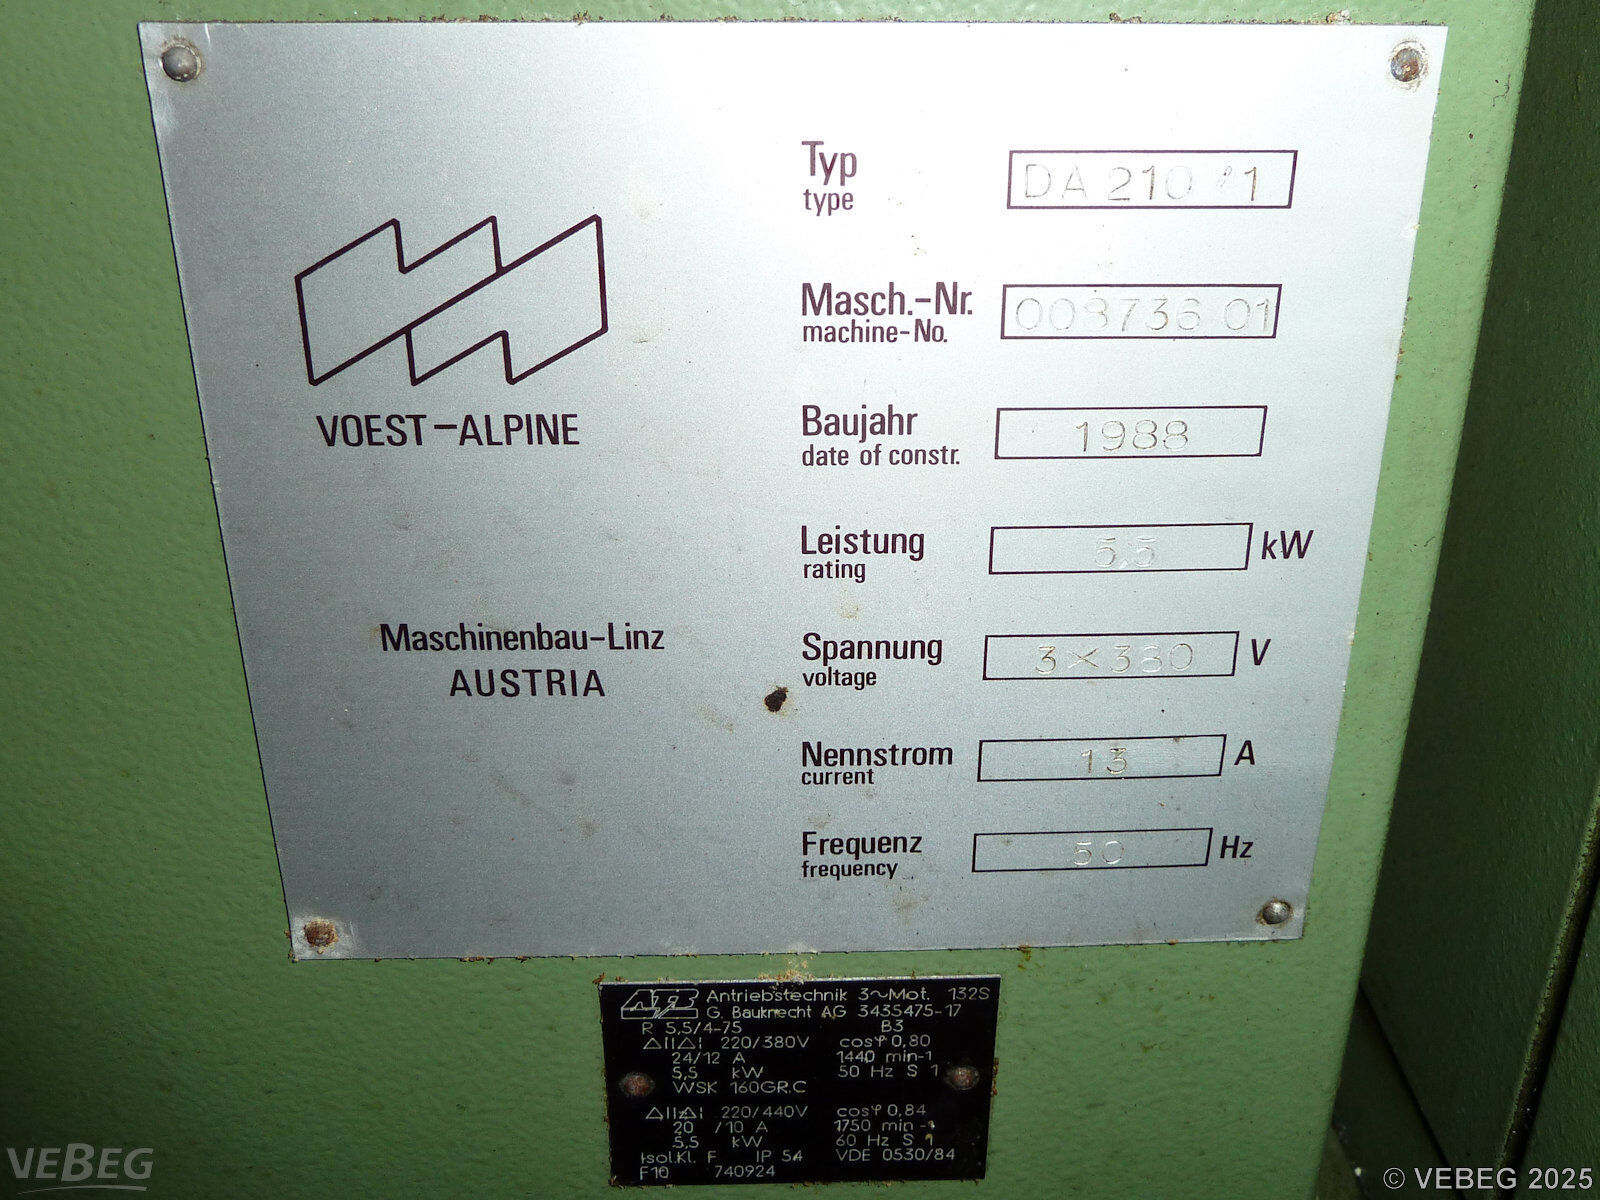 Typ
type
DA 210 /1
Masch.-Nr.
machine-No.
008736 01
VOEST-ALPINE
Baujahr
date of constr.
1988
Leistung
rating
5,5 kW
Maschinenbau-Linz
AUSTRIA
Spannung
voltage
3×380 V
Nennstrom
current
13 A
Frequenz
frequency
50 Hz
ATB Antriebstechnik 3~Mot. 132S
G. Bauknecht AG 3435475-17
R 5,5/4-75 B3
220/380V cosφ 0,80
24/12 A 1440 min-1
5,5 kW 50 Hz S 1
WSK 160GR.C
220/440V cosφ 0,84
20 /10 A 1750 min -1
5,5 kW 60 Hz S 1
Isol.Kl. F IP 54 VDE 0530/84
F10 740924
VEBEG
© VEBEG 2025